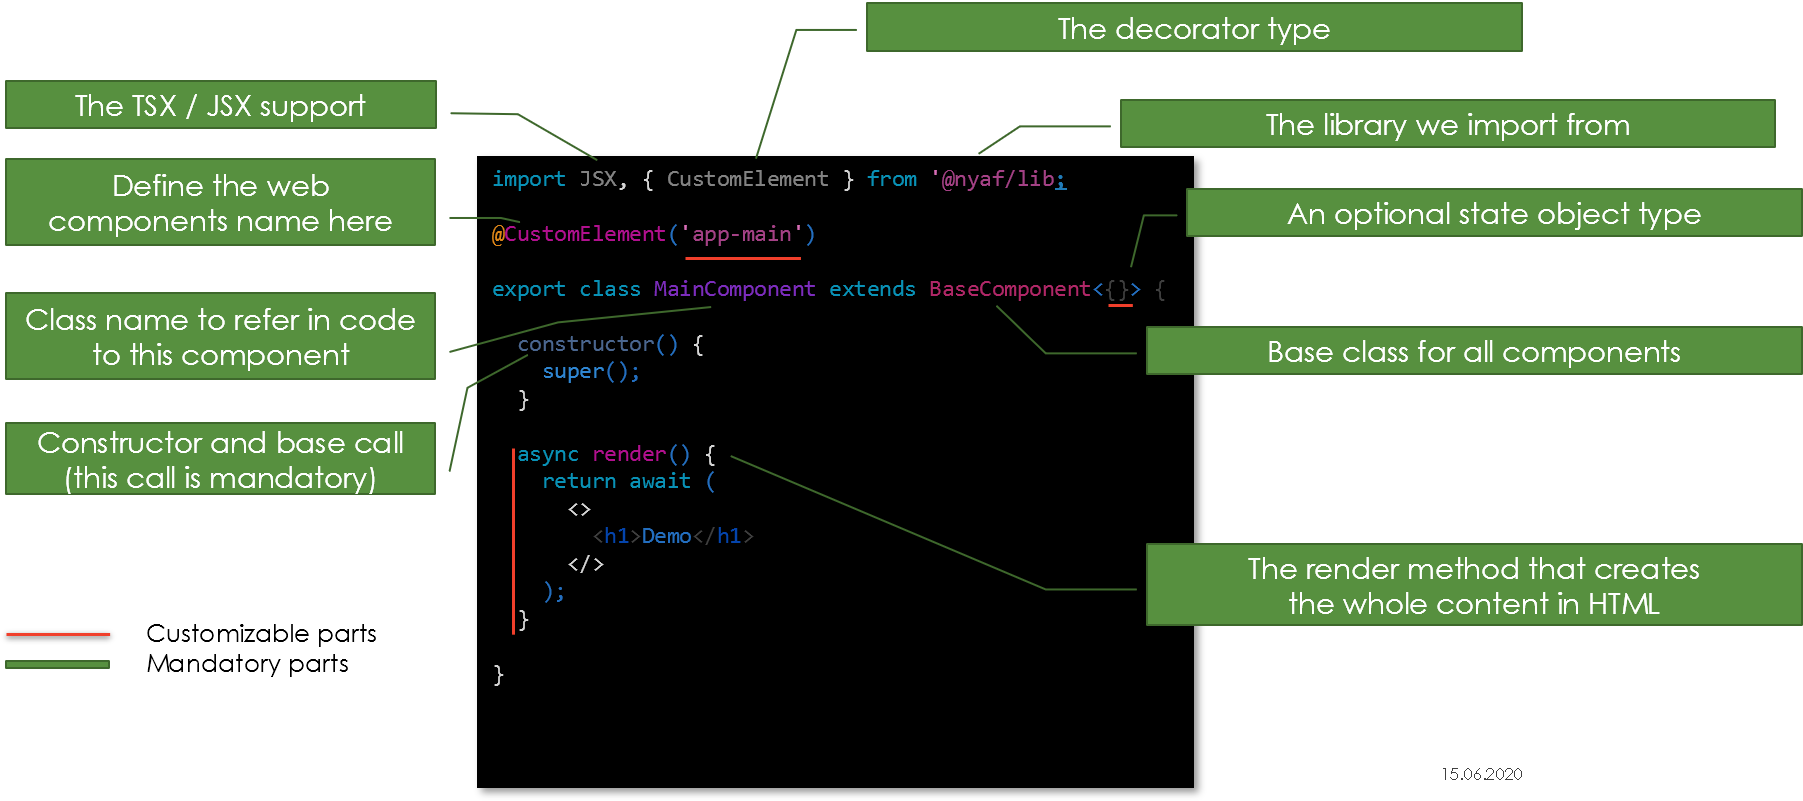 The decorator type
The TSX / JSX support
The library we import from
Define the web
components name here
import JSX, { CustomElement } from '@nyaf/lib;
An optional state object type
@CustomElement('app-main')
export class MainComponent extends BaseComponent<{}> {
Class name to refer in code
to this component
constructor() {
Base class for all components
super();
}
Constructor and base call
(this call is mandatory)
async render() {
return await (
<>
<h1>Demo</h1>
</>
The render method that creates
the whole content in HTML
);
}
Customizable parts
Mandatory parts
}
15.06.2020